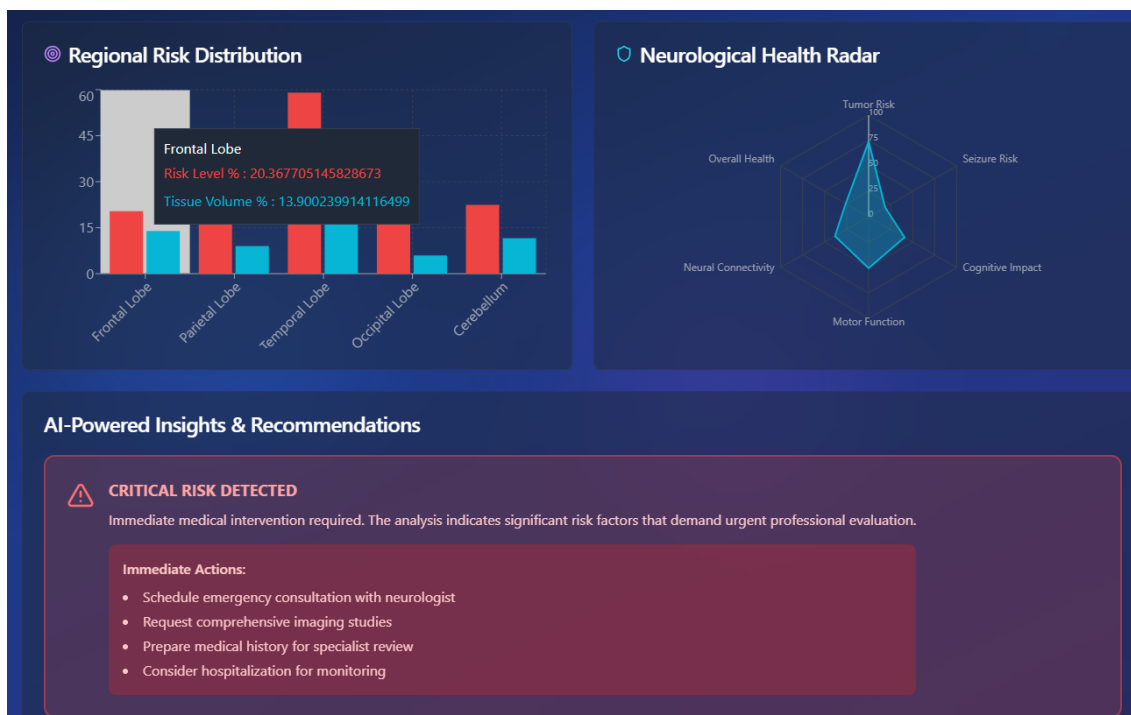 Regional Risk Distribution
60
45
30
15
0
Frontal Lobe
Risk Level % : 20.367705145828673
Tissue Volume % : 13.900239914116499
Frontal Lobe
Parietal Lobe
Temporal Lobe
Occipital Lobe
Cerebellum
Neurological Health Radar
Tumor Risk
100
75
50
25
0
Overall Health
Seizure Risk
Neural Connectivity
Cognitive Impact
Motor Function
AI-Powered Insights & Recommendations
CRITICAL RISK DETECTED
Immediate medical intervention required. The analysis indicates significant risk factors that demand urgent professional evaluation.
Immediate Actions:
• Schedule emergency consultation with neurologist
• Request comprehensive imaging studies
• Prepare medical history for specialist review
• Consider hospitalization for monitoring